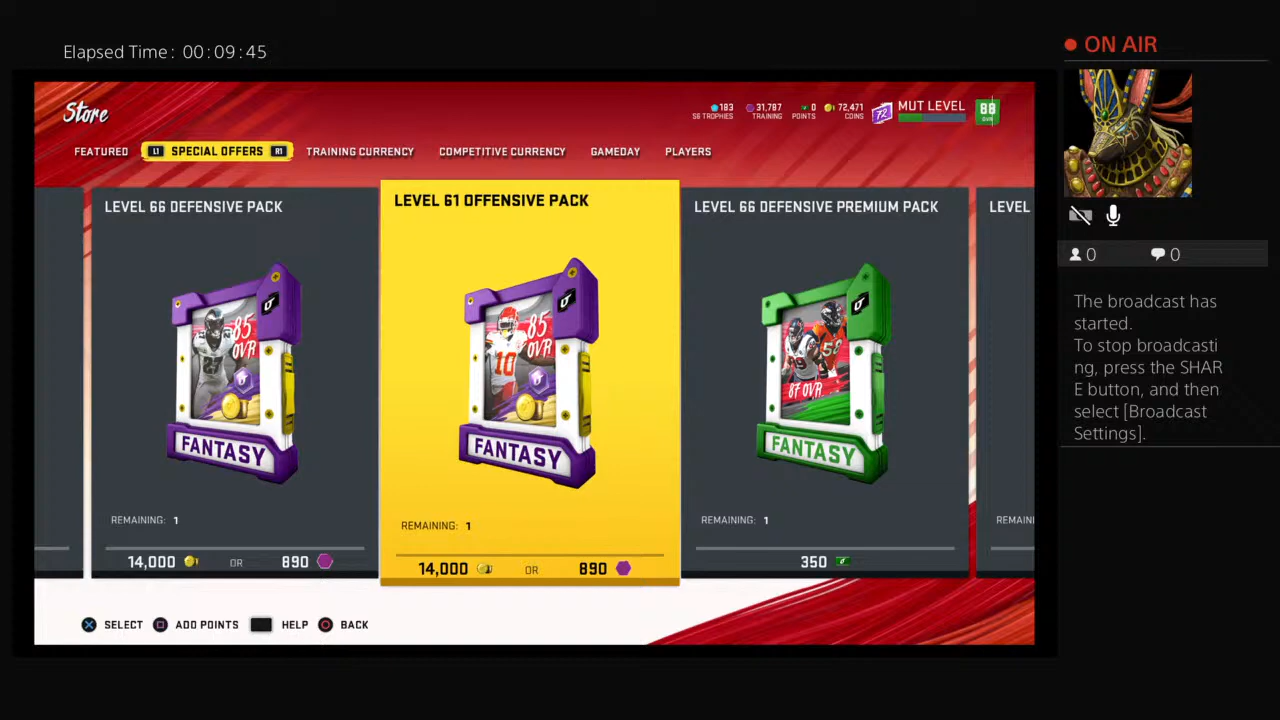 Elapsed Time: 00:09:45
ON AIR
Store
183
SB TROPHIES
31,787
TRAINING
0
POINTS
72,471
COINS
72
MUT LEVEL
88
OVR
FEATURED
L1 SPECIAL OFFERS R1
TRAINING CURRENCY
COMPETITIVE CURRENCY
GAMEDAY
PLAYERS
LEVEL 66 DEFENSIVE PACK
85
OVR
FANTASY
REMAINING: 1
14,000 OR 890
LEVEL 61 OFFENSIVE PACK
10
85
OVR
FANTASY
REMAINING: 1
14,000 OR 890
LEVEL 66 DEFENSIVE PREMIUM PACK
58
87 OVR
FANTASY
REMAINING: 1
350
LEVEL
REMAIN
SELECT
ADD POINTS
HELP
BACK
0
0
The broadcast has
started.
To stop broadcasti
ng, press the SHAR
E button, and then
select [Broadcast
Settings].